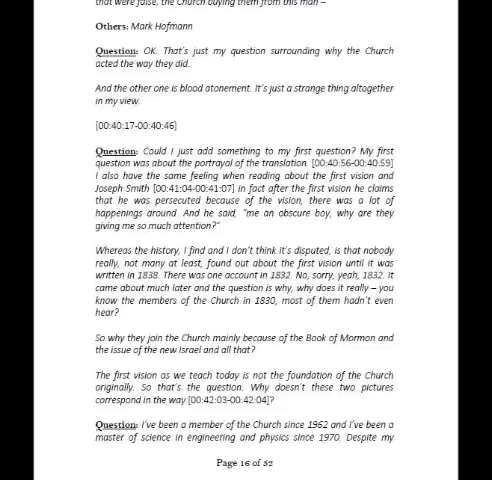 that were false, the Church buying them from this man –
Others: Mark Hofmann
Question: OK. That's just my question surrounding why the Church
acted the way they did.
And the other one is blood atonement. It's just a strange thing altogether
in my view.
[00:40:17-00:40:46]
Question: Could I just add something to my first question? My first
question was about the portrayal of the translation. [00:40:56-00:40:59]
I also have the same feeling when reading about the first vision and
Joseph Smith [00:41:04-00:41:07] in fact after the first vision he claims
that he was persecuted because of the vision, there was a lot of
happenings around. And he said, "me an obscure boy, why are they
giving me so much attention?"
Whereas the history, I find and I don't think it's disputed, is that nobody
really, not many at least, found out about the first vision until it was
written in 1838. There was one account in 1832. No, sorry, yeah, 1832. It
came about much later and the question is why, why does it really – you
know the members of the Church in 1830, most of them hadn't even
hear?
So why they join the Church mainly because of the Book of Mormon and
the issue of the new Israel and all that?
The first vision as we teach today is not the foundation of the Church
originally. So that's the question. Why doesn't these two pictures
correspond in the way [00:42:03-00:42:04]?
Question: I've been a member of the Church since 1962 and I've been a
master of science in engineering and physics since 1970. Despite my
Page 16 of 52